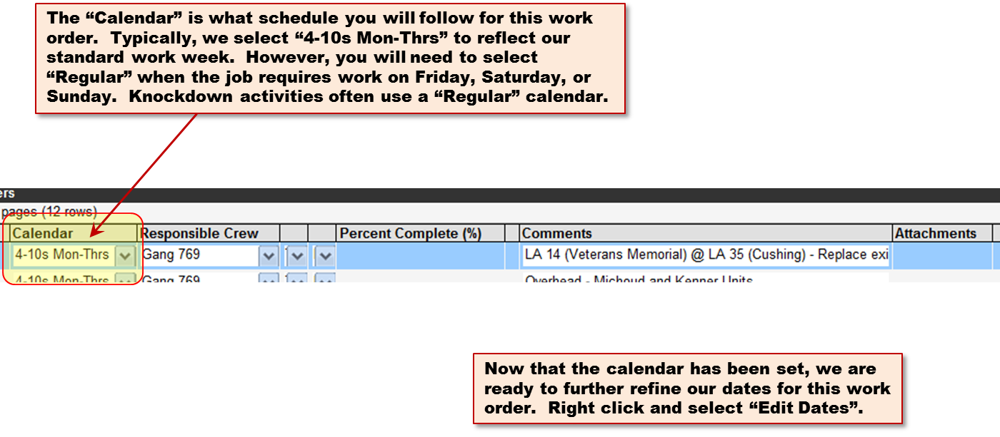 The “Calendar” is what schedule you will follow for this work
order.  Typically, we select “4-10s Mon-Thrs” to reflect our
standard work week.  However, you will need to select
“Regular” when the job requires work on Friday, Saturday, or
Sunday.  Knockdown activities often use a “Regular” calendar.
ers
pages (12 rows)
Calendar Responsible Crew Percent Complete (%) Comments Attachments
4-10s Mon-Thrs Gang 769 LA 14 (Veterans Memorial) @ LA 35 (Cushing) - Replace exi
4-10s Mon-Thrs Gang 769 Overhead - Michoud and Kenner Units
Now that the calendar has been set, we are
ready to further refine our dates for this work
order.  Right click and select “Edit Dates”.